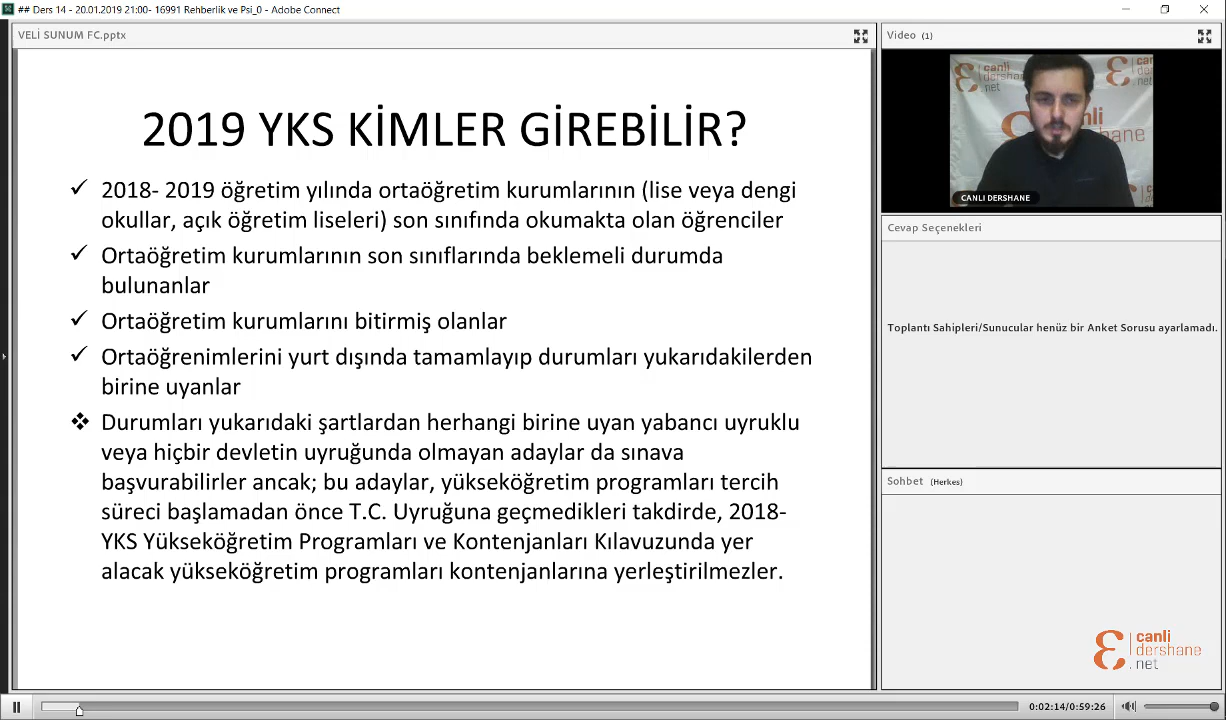 ## Ders 14 - 20.01.2019 21:00- 16991 Rehberlik ve Psi_0 - Adobe Connect
VELİ SUNUM FC.pptx
2019 YKS KİMLER GİREBİLİR?
✓ 2018- 2019 öğretim yılında ortaöğretim kurumlarının (lise veya dengi
okullar, açık öğretim liseleri) son sınıfında okumakta olan öğrenciler
✓ Ortaöğretim kurumlarının son sınıflarında beklemeli durumda
bulunanlar
✓ Ortaöğretim kurumlarını bitirmiş olanlar
✓ Ortaöğrenimlerini yurt dışında tamamlayıp durumları yukarıdakilerden
birine uyanlar
❖ Durumları yukarıdaki şartlardan herhangi birine uyan yabancı uyruklu
veya hiçbir devletin uyruğunda olmayan adaylar da sınava
başvurabilirler ancak; bu adaylar, yükseköğretim programları tercih
süreci başlamadan önce T.C. Uyruğuna geçmedikleri takdirde, 2018-
YKS Yükseköğretim Programları ve Kontenjanları Kılavuzunda yer
alacak yükseköğretim programları kontenjanlarına yerleştirilmezler.
Video (1)
canli
dershane
.net
CANLI DERSHANE
Cevap Seçenekleri
Toplantı Sahipleri/Sunucular henüz bir Anket Sorusu ayarlamadı.
Sohbet (Herkes)
canli
dershane
.net
0:02:14/0:59:26